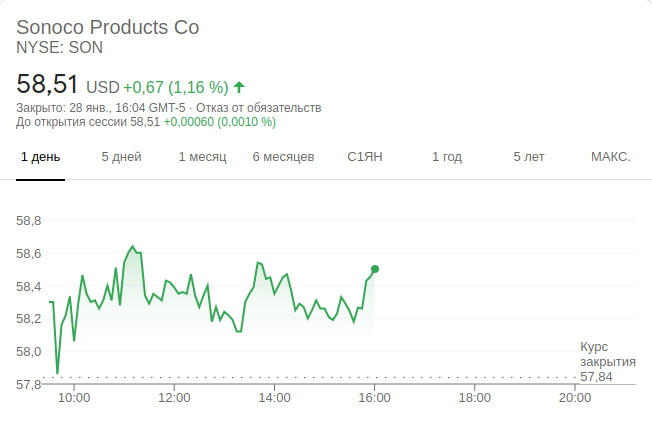 Sonoco Products Co
NYSE: SON
58,51 USD +0,67 (1,16 %)
Закрыто: 28 янв., 16:04 GMT-5 · Отказ от обязательств
До открытия сессии 58,51 +0,00060 (0,0010 %)
1 день 5 дней 1 месяц 6 месяцев С1ЯН 1 год 5 лет МАКС.
58,8
58,6
58,4
58,2
58,0
57,8
Курс
закрытия
57,84
10:00 12:00 14:00 16:00 18:00 20:00